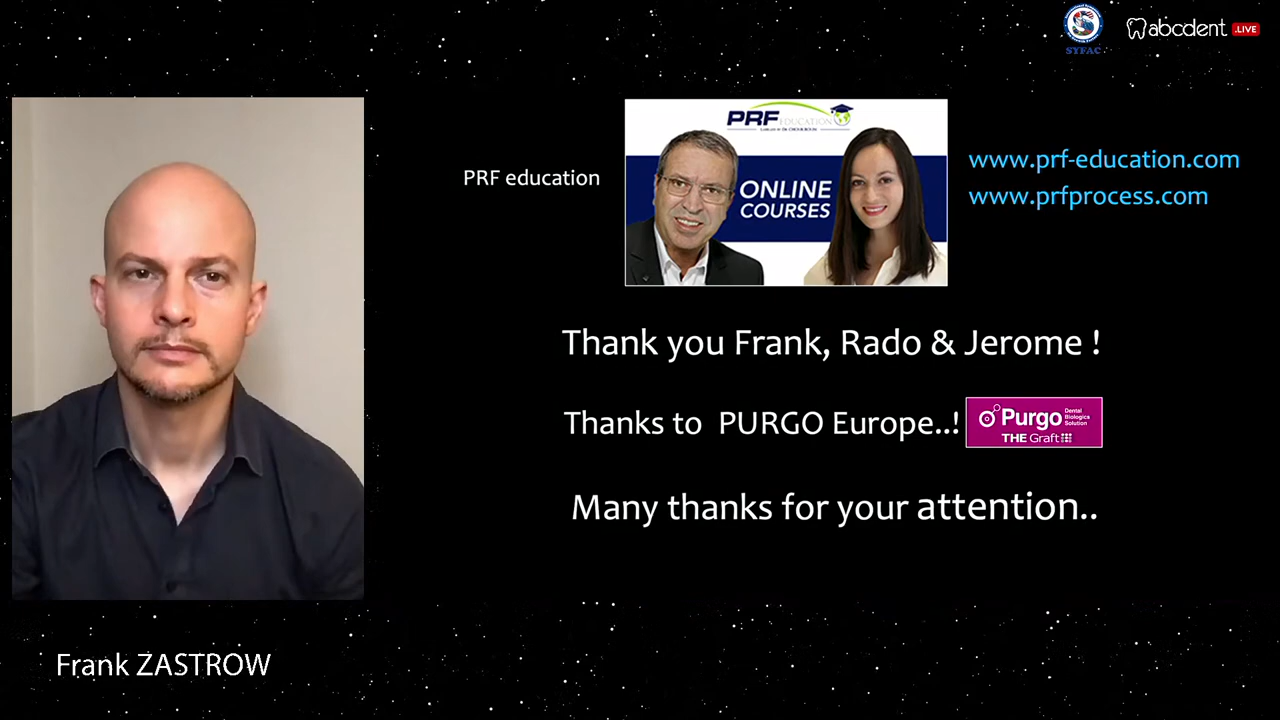 SYFAC
abcdent .LIVE
PRF EDUCATION
PRF education
ONLINE
COURSES
www.prf-education.com
www.prfprocess.com
Thank you Frank, Rado & Jerome !
Thanks to PURGO Europe..!
Purgo Dental
Biologics
Solution
THE Graft
Many thanks for your attention..
Frank ZASTROW